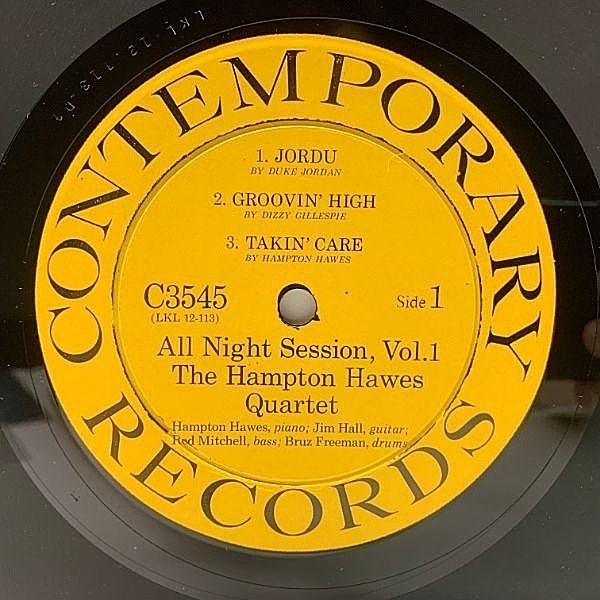 CONTEMPORARY
RECORDS
1. JORDU
BY DUKE JORDAN
2. GROOVIN' HIGH
BY DIZZY GILLESPIE
3. TAKIN' CARE
BY HAMPTON HAWES
C3545
(LKL 12-113)
Side 1
All Night Session, Vol.1
The Hampton Hawes
Quartet
Hampton Hawes, piano; Jim Hall, guitar;
Red Mitchell, bass; Bruz Freeman, drums